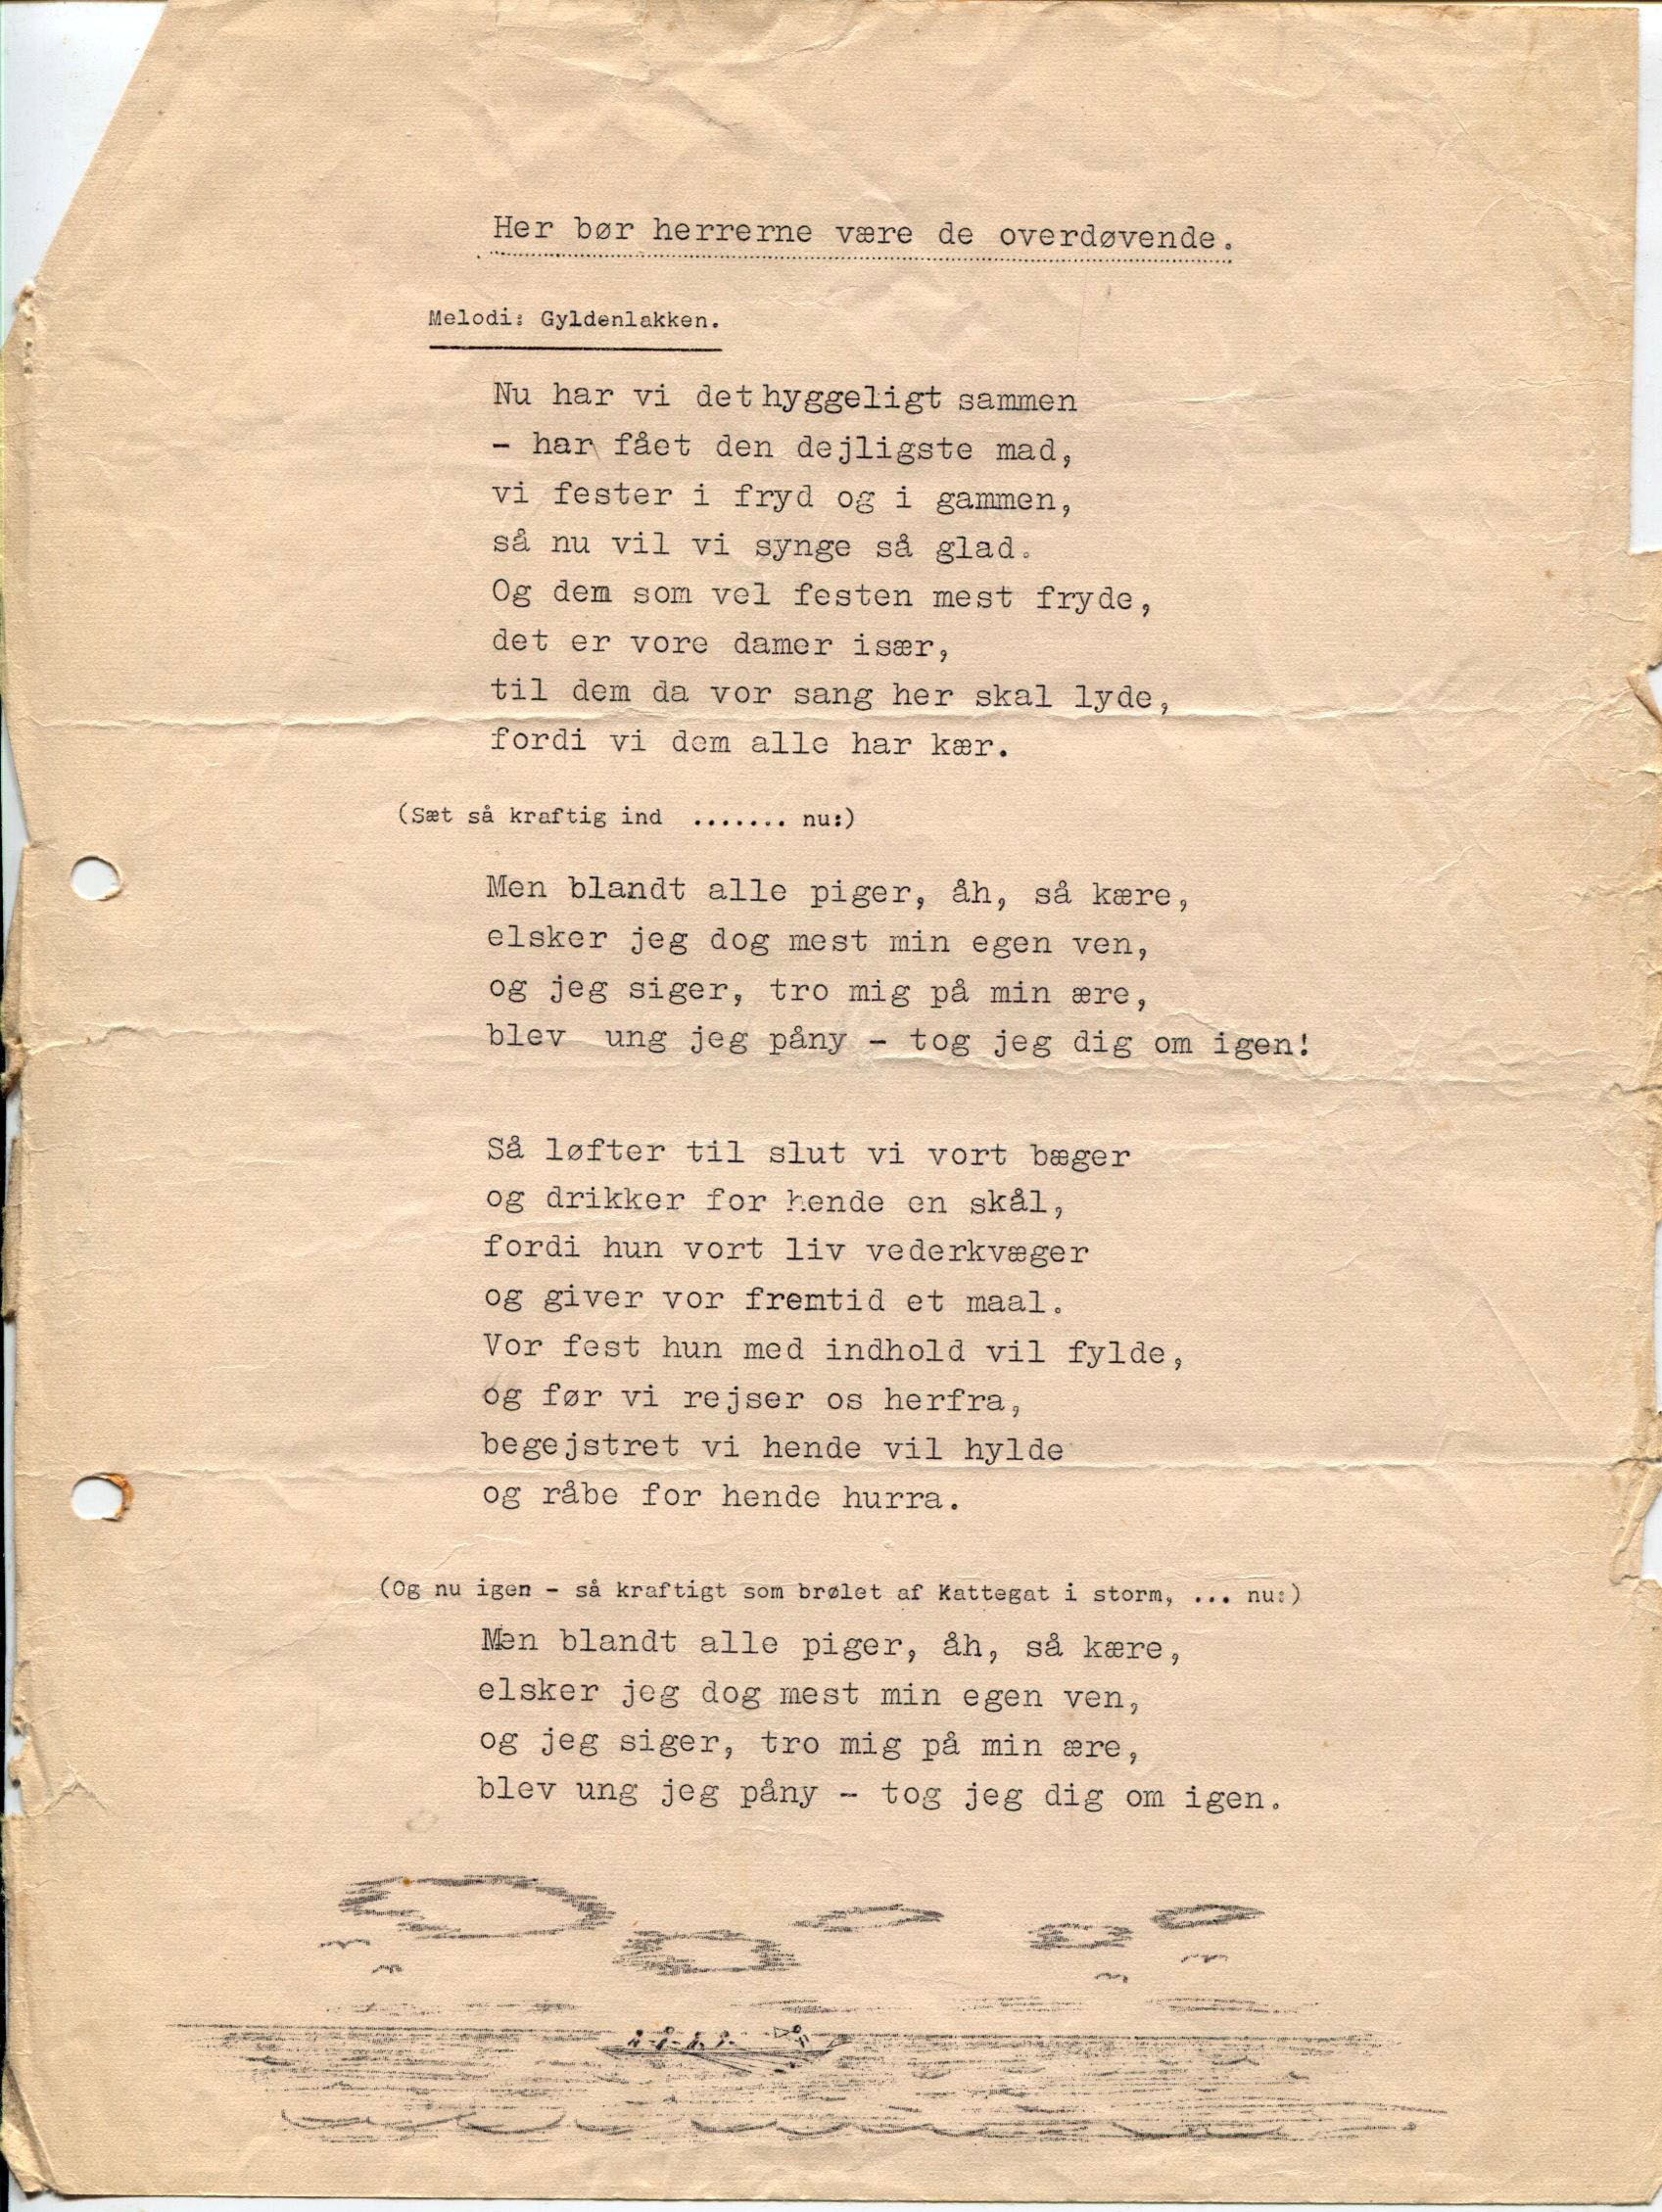 Her bør herrerne være de overdøvende.
Melodi: Gyldenlakken.
Nu har vi det hyggeligt sammen
- har fået den dejligste mad,
vi fester i fryd og i gammen,
så nu vil vi synge så glad.
Og dem som vel festen mest fryde,
det er vore damer især,
til dem da vor sang her skal lyde,
fordi vi dem alle har kær.
(Sæt så kraftig ind ....... nu:)
Men blandt alle piger, åh, så kære,
elsker jeg dog mest min egen ven,
og jeg siger, tro mig på min ære,
blev ung jeg påny - tog jeg dig om igen!
Så løfter til slut vi vort bæger
og drikker for hende en skål,
fordi hun vort liv vederkvæger
og giver vor fremtid et maal.
Vor fest hun med indhold vil fylde,
og før vi rejser os herfra,
begejstret vi hende vil hylde
og råbe for hende hurra.
(Og nu igen - så kraftigt som brølet af Kattegat i storm, ... nu:)
Men blandt alle piger, åh, så kære,
elsker jeg dog mest min egen ven,
og jeg siger, tro mig på min ære,
blev ung jeg påny - tog jeg dig om igen.